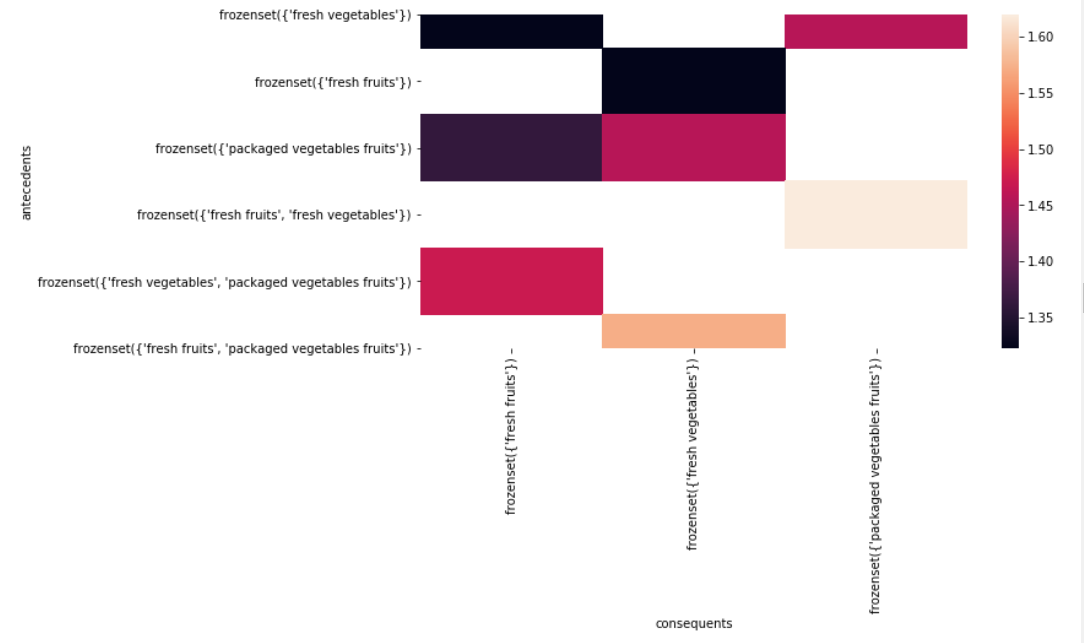 frozenset({'fresh vegetables'})
frozenset({'fresh fruits'})
frozenset({'packaged vegetables fruits'})
frozenset({'fresh fruits', 'fresh vegetables'})
frozenset({'fresh vegetables', 'packaged vegetables fruits'})
frozenset({'fresh fruits', 'packaged vegetables fruits'})
antecedents
frozenset({'fresh fruits'})
frozenset({'fresh vegetables'})
frozenset({'packaged vegetables fruits'})
consequents
1.60
1.55
1.50
1.45
1.40
1.35